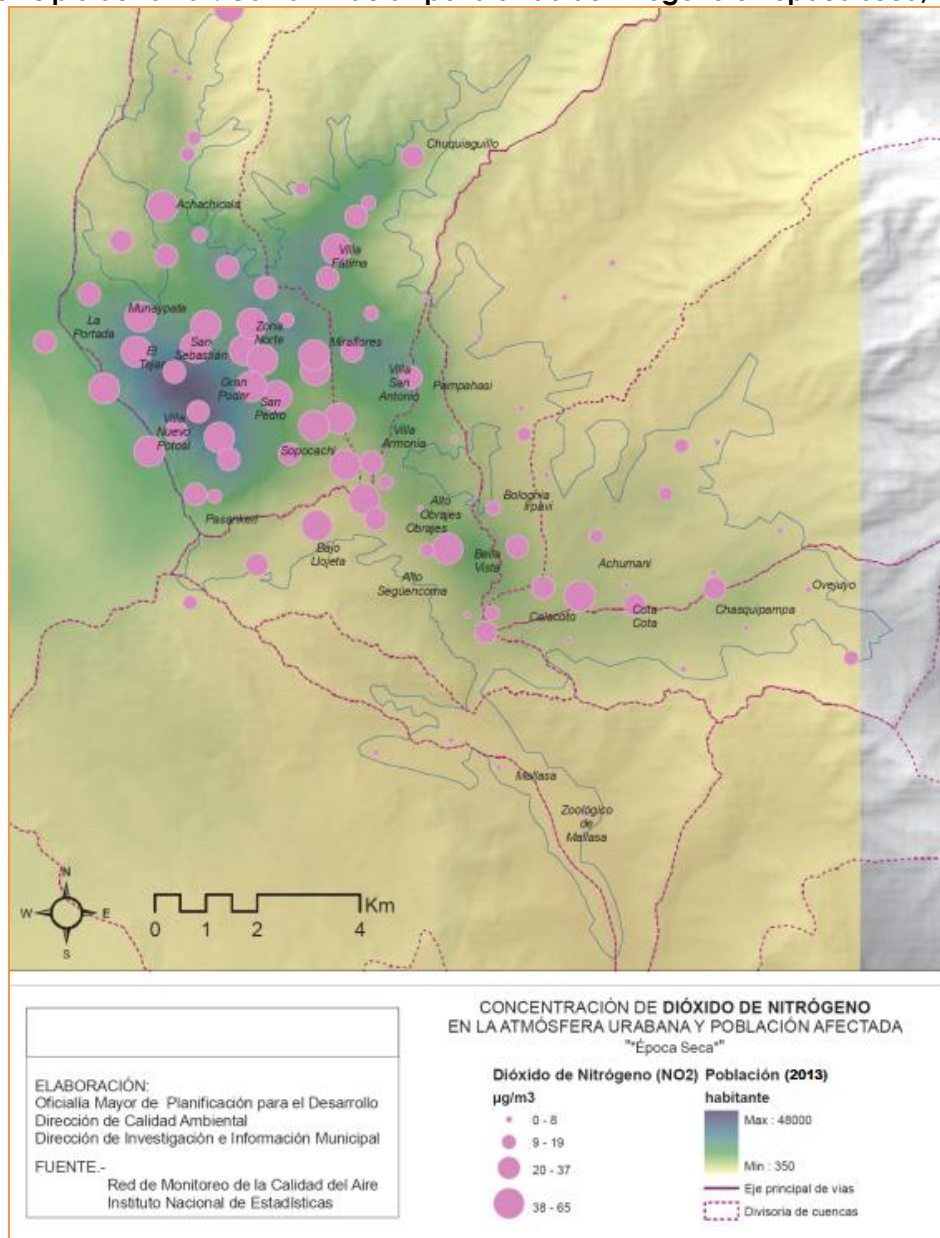 Chuquiaguillo
Achachicala
Villa
Fátima
Munaypata
La
Portada
San
Sebastián
Zona
Norte
Miraflores
El
Tejar
Gran
Poder
Villa
San
Antonio
Pampahasi
San
Pedro
Villa
Nuevo
Potosí
Villa
Armonía
Sopocachi
Pasankeri
Alto
Obrajes
Obrajes
Bologhia
Irpavi
Bajo
Llojeta
Bella
Vista
Achumani
Alto
Seguencoma
Ovejuyo
Calacoto
Cota
Cota
Chasquipampa
Mallasa
Zoológico
de
Mallasa
N
W E
S
Km
0 1 2 4
CONCENTRACIÓN DE DIÓXIDO DE NITRÓGENO
EN LA ATMÓSFERA URABANA Y POBLACIÓN AFECTADA
"*Época Seca*"
ELABORACIÓN:
Oficialía Mayor de Planificación para el Desarrollo
Dirección de Calidad Ambiental
Dirección de Investigación e Información Municipal
FUENTE.-
Red de Monitoreo de la Calidad del Aire
Instituto Nacional de Estadísticas
Dióxido de Nitrógeno (NO2) Población (2013)
µg/m3 habitante
0 - 8
9 - 19
20 - 37
38 - 65
Max : 48000
Min : 350
Eje principal de vias
Divisoria de cuencas